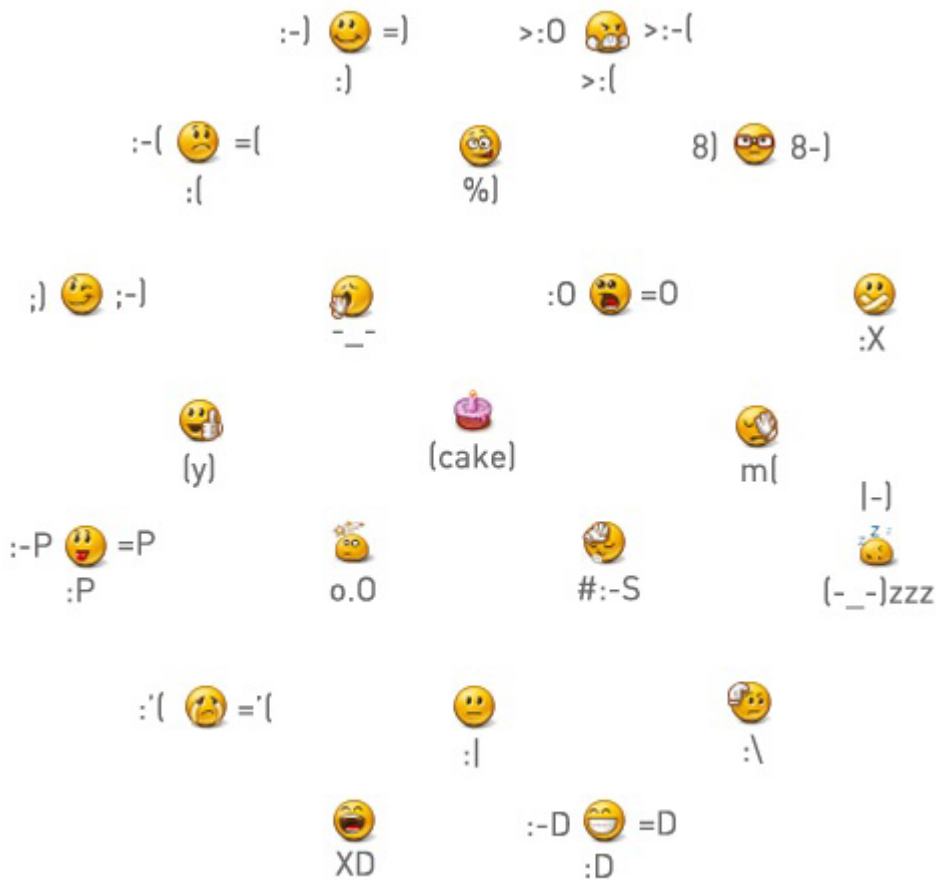 :-) =) >:O >:-(
:) >:(
:-( =( 8) 8-)
:( %)
;) ;-) :O =O
-_- :X
(y) (cake) m(
|-)
:-P =P
:P o.O #:-S (-_-)zzz
:'( ='(
:| :\
:-D =D
XD :D